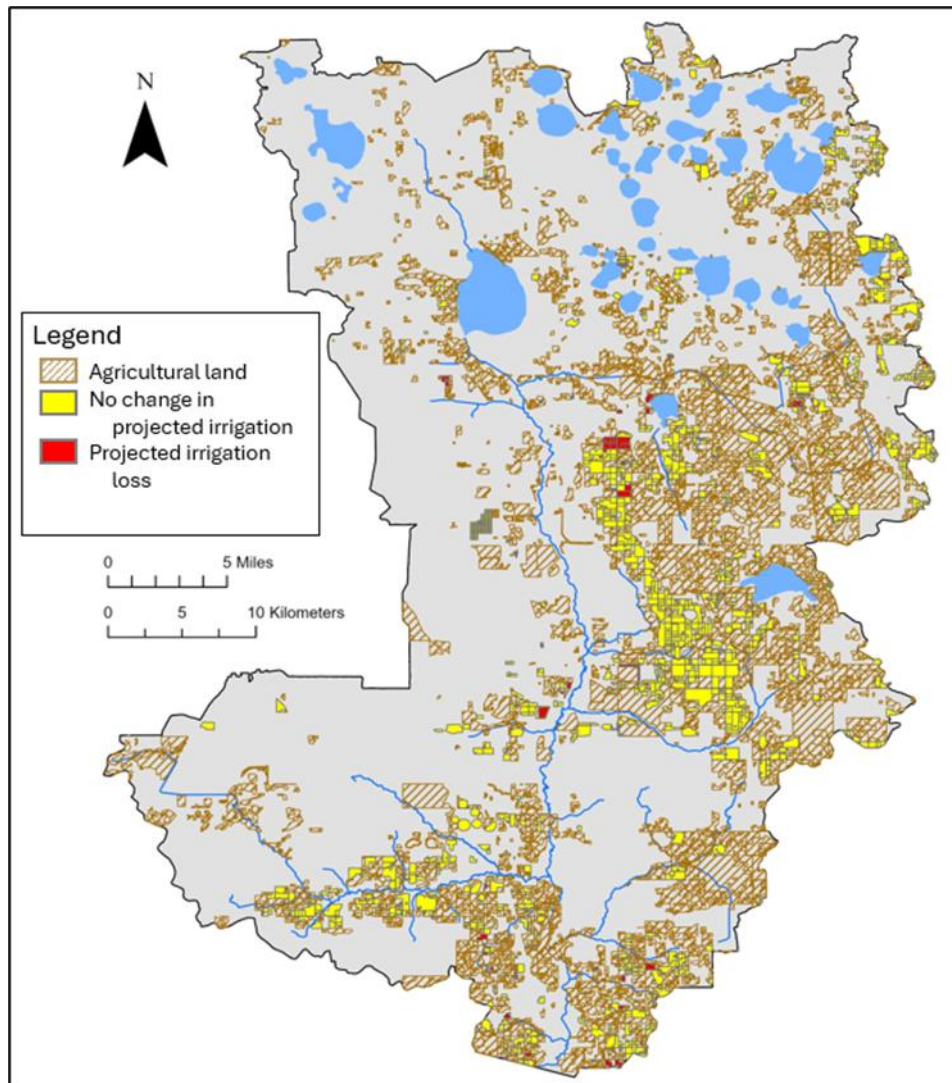 N
Legend
Agricultural land
No change in
projected irrigation
Projected irrigation
loss
0 5 Miles
0 5 10 Kilometers